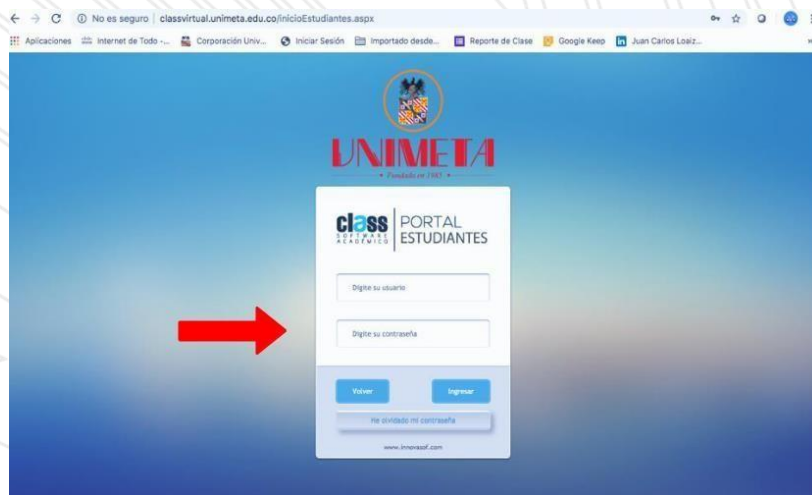 No es seguro | classvirtual.unimeta.edu.co/inicioEstudiantes.aspx
Aplicaciones Internet de Todo -... Corporación Univ... Iniciar Sesión Importado desde... Reporte de Clase Google Keep Juan Carlos Loaiz...
UNIMETA
• Fundada en 1985 •
class
SOFTWARE
ACADÉMICO
PORTAL
ESTUDIANTES
Digite su usuario
Digite su contraseña
Volver Ingresar
He olvidado mi contraseña
www.innovasof.com